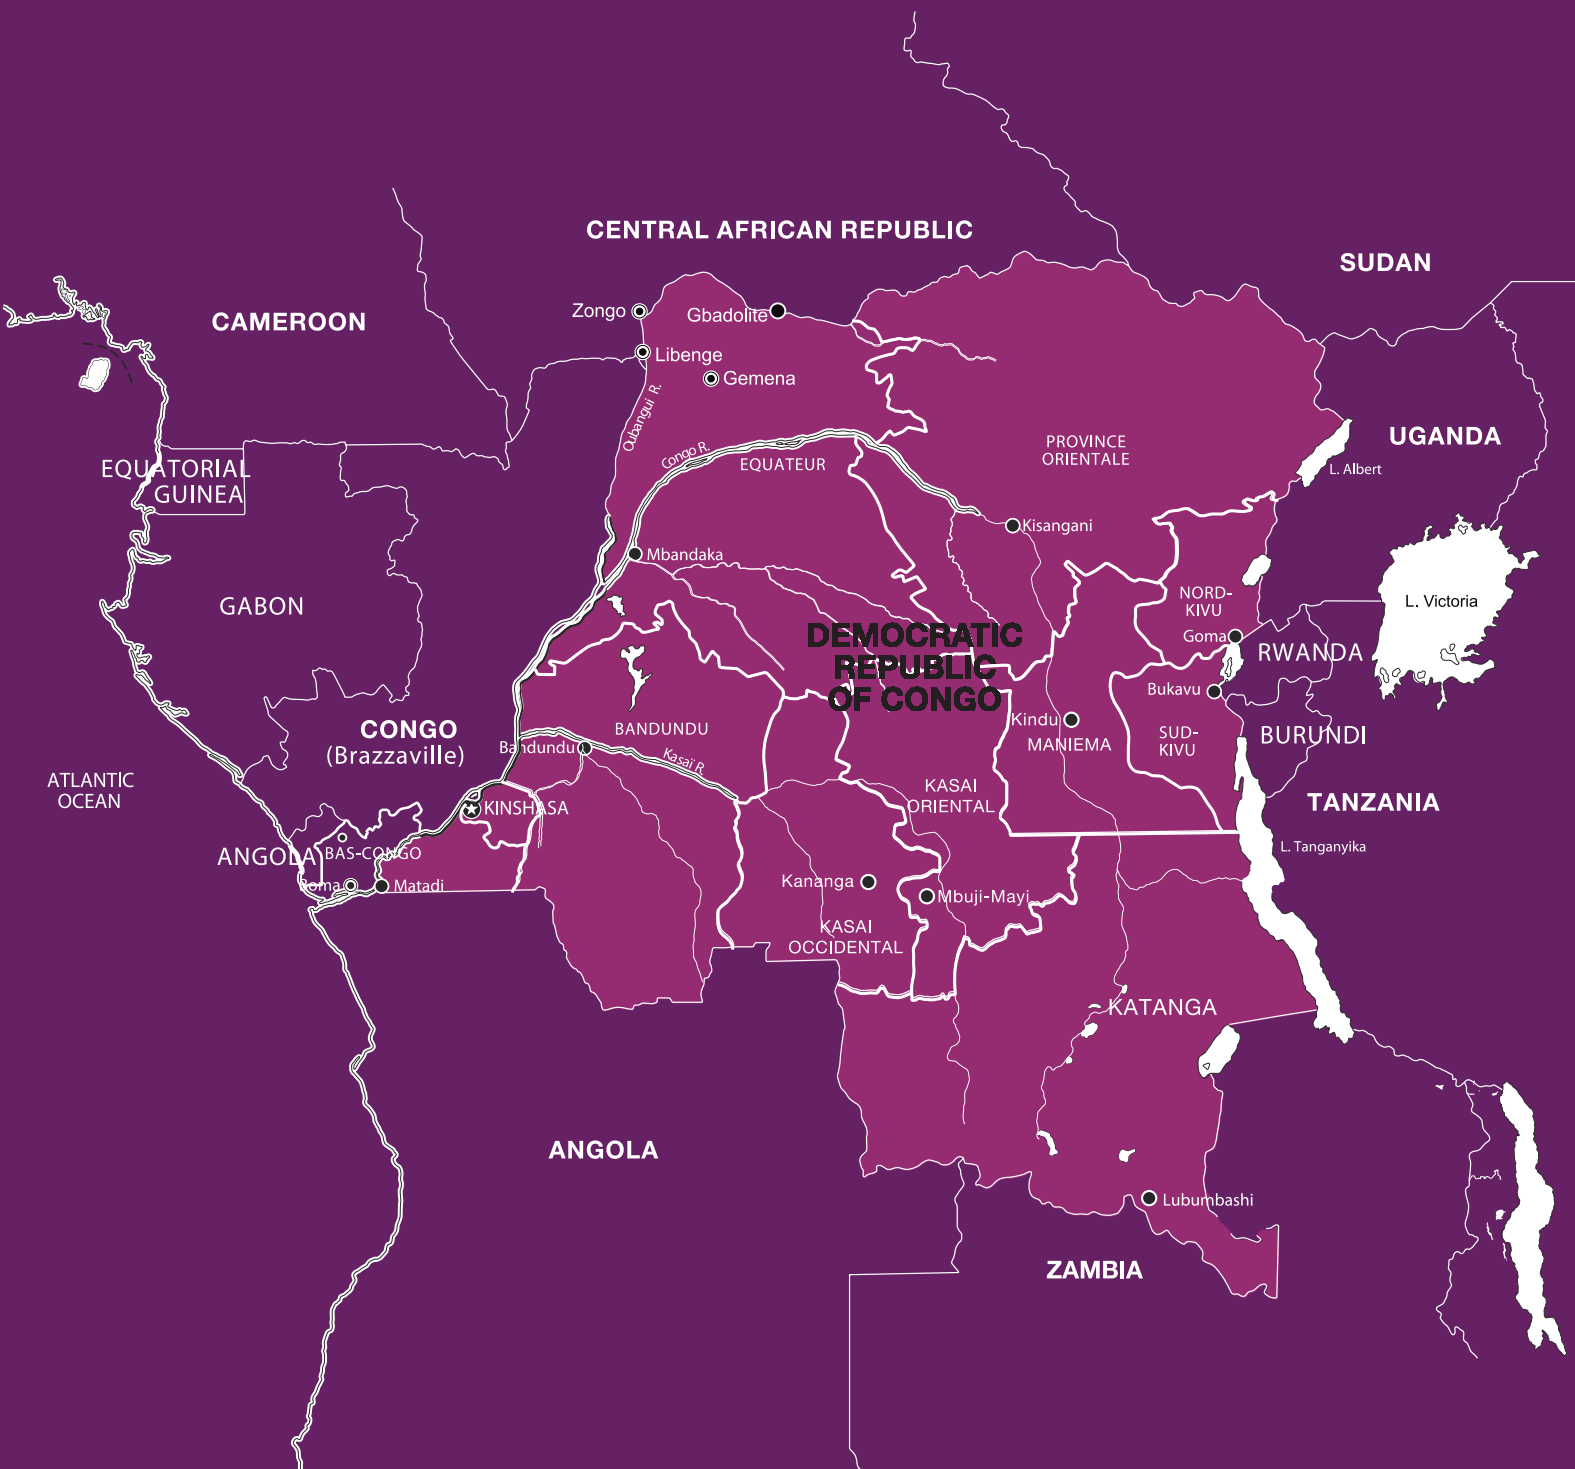 CENTRAL AFRICAN REPUBLIC
SUDAN
CAMEROON
Zongo
Gbadolite
Libenge
Gemena
Oubangui R.
Congo R.
EQUATEUR
PROVINCE
ORIENTALE
UGANDA
L. Albert
EQUATORIAL
GUINEA
Kisangani
Mbandaka
GABON
NORD-
KIVU
L. Victoria
Goma
RWANDA
DEMOCRATIC
REPUBLIC
OF CONGO
Bukavu
Kindu
MANIEMA
SUD-
KIVU
BURUNDI
CONGO
(Brazzaville)
BANDUNDU
Bandundu
Kasaï R.
ATLANTIC
OCEAN
KASAI
ORIENTAL
TANZANIA
KINSHASA
ANGOLA
BAS-CONGO
L. Tanganyika
Boma
Matadi
Kananga
Mbuji-Mayi
KASAI
OCCIDENTAL
KATANGA
ANGOLA
Lubumbashi
ZAMBIA